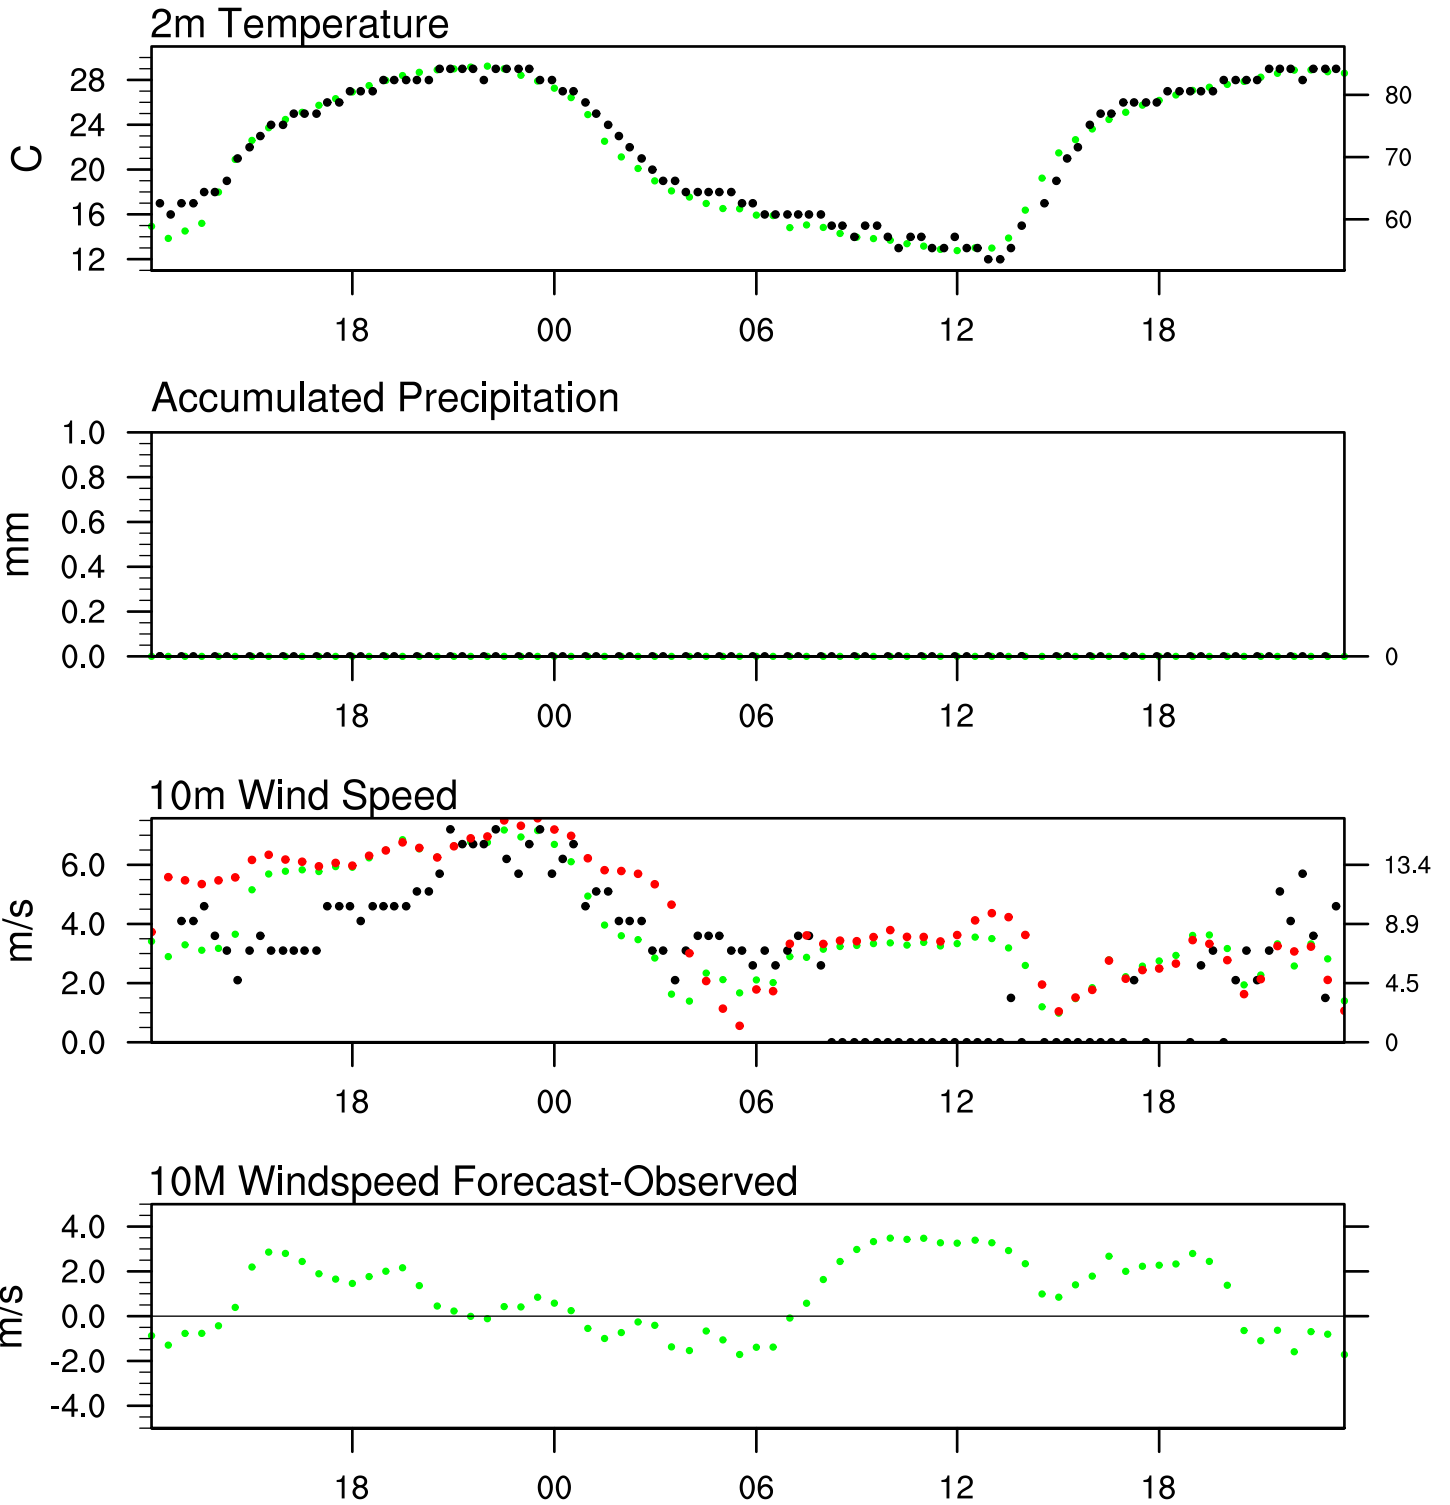 2m Temperature
28
24
20
16
12
C
80
70
60
18 00 06 12 18
Accumulated Precipitation
1.0
0.8
0.6
0.4
0.2
0.0
mm
0
18 00 06 12 18
10m Wind Speed
6.0
4.0
2.0
0.0
m/s
13.4
8.9
4.5
0
18 00 06 12 18
10M Windspeed Forecast-Observed
4.0
2.0
0.0
-2.0
-4.0
m/s
18 00 06 12 18